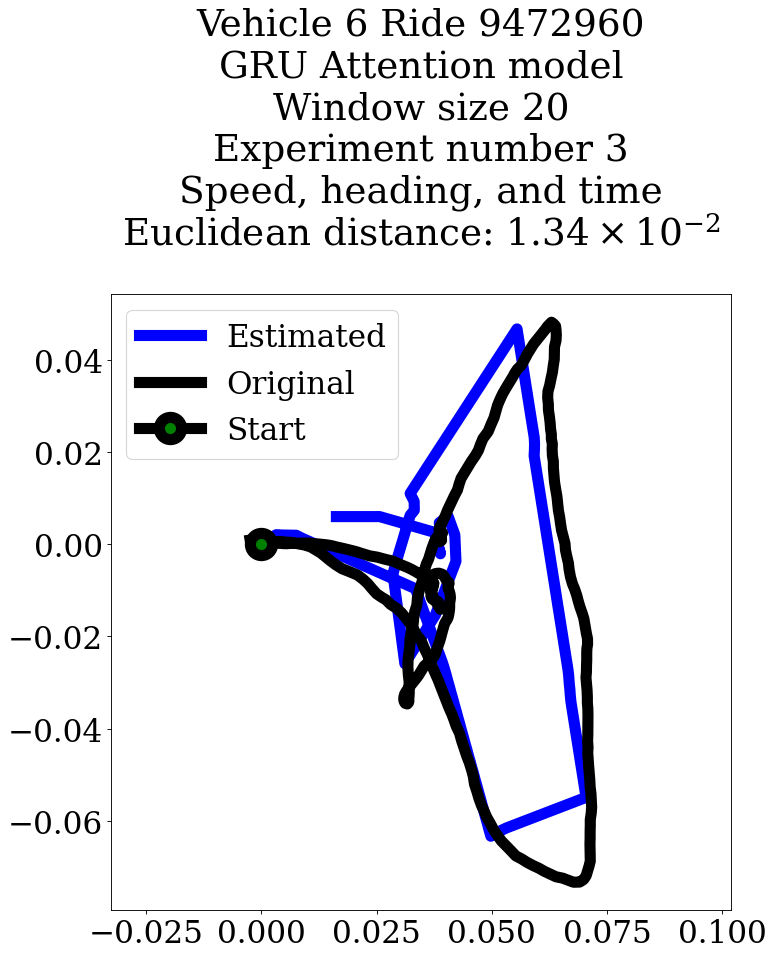 Vehicle 6 Ride 9472960
GRU Attention model
Window size 20
Experiment number 3
Speed, heading, and time
Euclidean distance: 1.34 × 10⁻²
Estimated
Original
Start
0.04
0.02
0.00
−0.02
−0.04
−0.06
−0.025 0.000 0.025 0.050 0.075 0.100